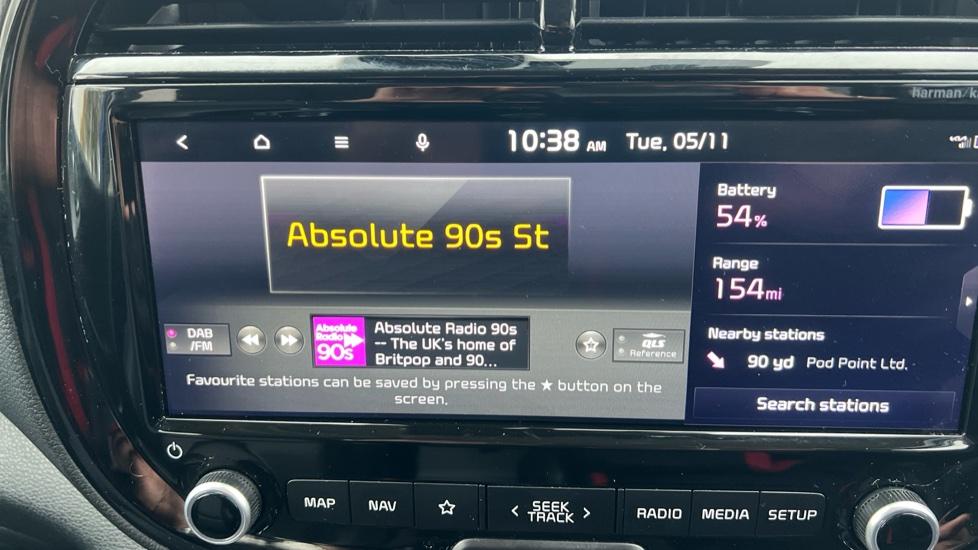 harman/k
10:38 AM Tue, 05/11
Absolute 90s St
DAB
/FM
Absolute
Radio
90s
Absolute Radio 90s
-- The UK's home of
Britpop and 90...
QLS
Reference
Favourite stations can be saved by pressing the ★ button on the
screen.
Battery
54%
Range
154mi
Nearby stations
90 yd Pod Point Ltd.
Search stations
MAP
NAV
< SEEK
TRACK >
RADIO
MEDIA
SETUP